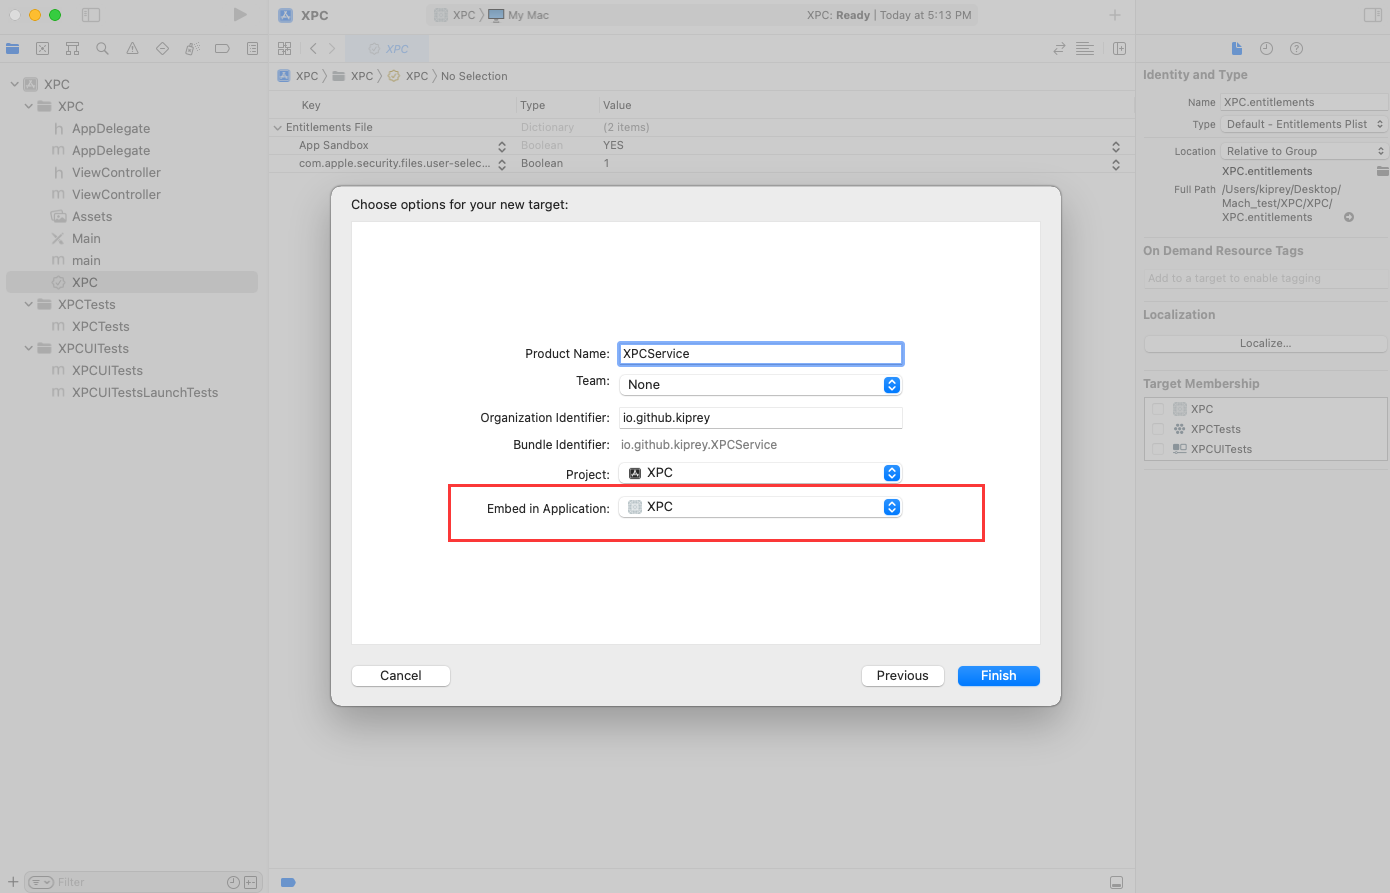 XPC
XPC 〉 My Mac
XPC: Ready | Today at 5:13 PM
XPC
XPC 〉 XPC 〉 XPC 〉 No Selection
XPC
XPC
AppDelegate
AppDelegate
ViewController
ViewController
Assets
Main
main
XPC
XPCTests
XPCTests
XPCUITests
XPCUITests
XPCUITestsLaunchTests
Filter
Key Type Value
Entitlements File Dictionary (2 items)
App Sandbox Boolean YES
com.apple.security.files.user-selec... Boolean 1
Choose options for your new target:
Product Name: XPCService
Team: None
Organization Identifier: io.github.kiprey
Bundle Identifier: io.github.kiprey.XPCService
Project: XPC
Embed in Application: XPC
Cancel
Previous
Finish
Identity and Type
Name XPC.entitlements
Type Default - Entitlements Plist
Location Relative to Group
XPC.entitlements
Full Path /Users/kiprey/Desktop/
Mach_test/XPC/XPC/
XPC.entitlements
On Demand Resource Tags
Add to a target to enable tagging
Localization
Localize...
Target Membership
XPC
XPCTests
XPCUITests